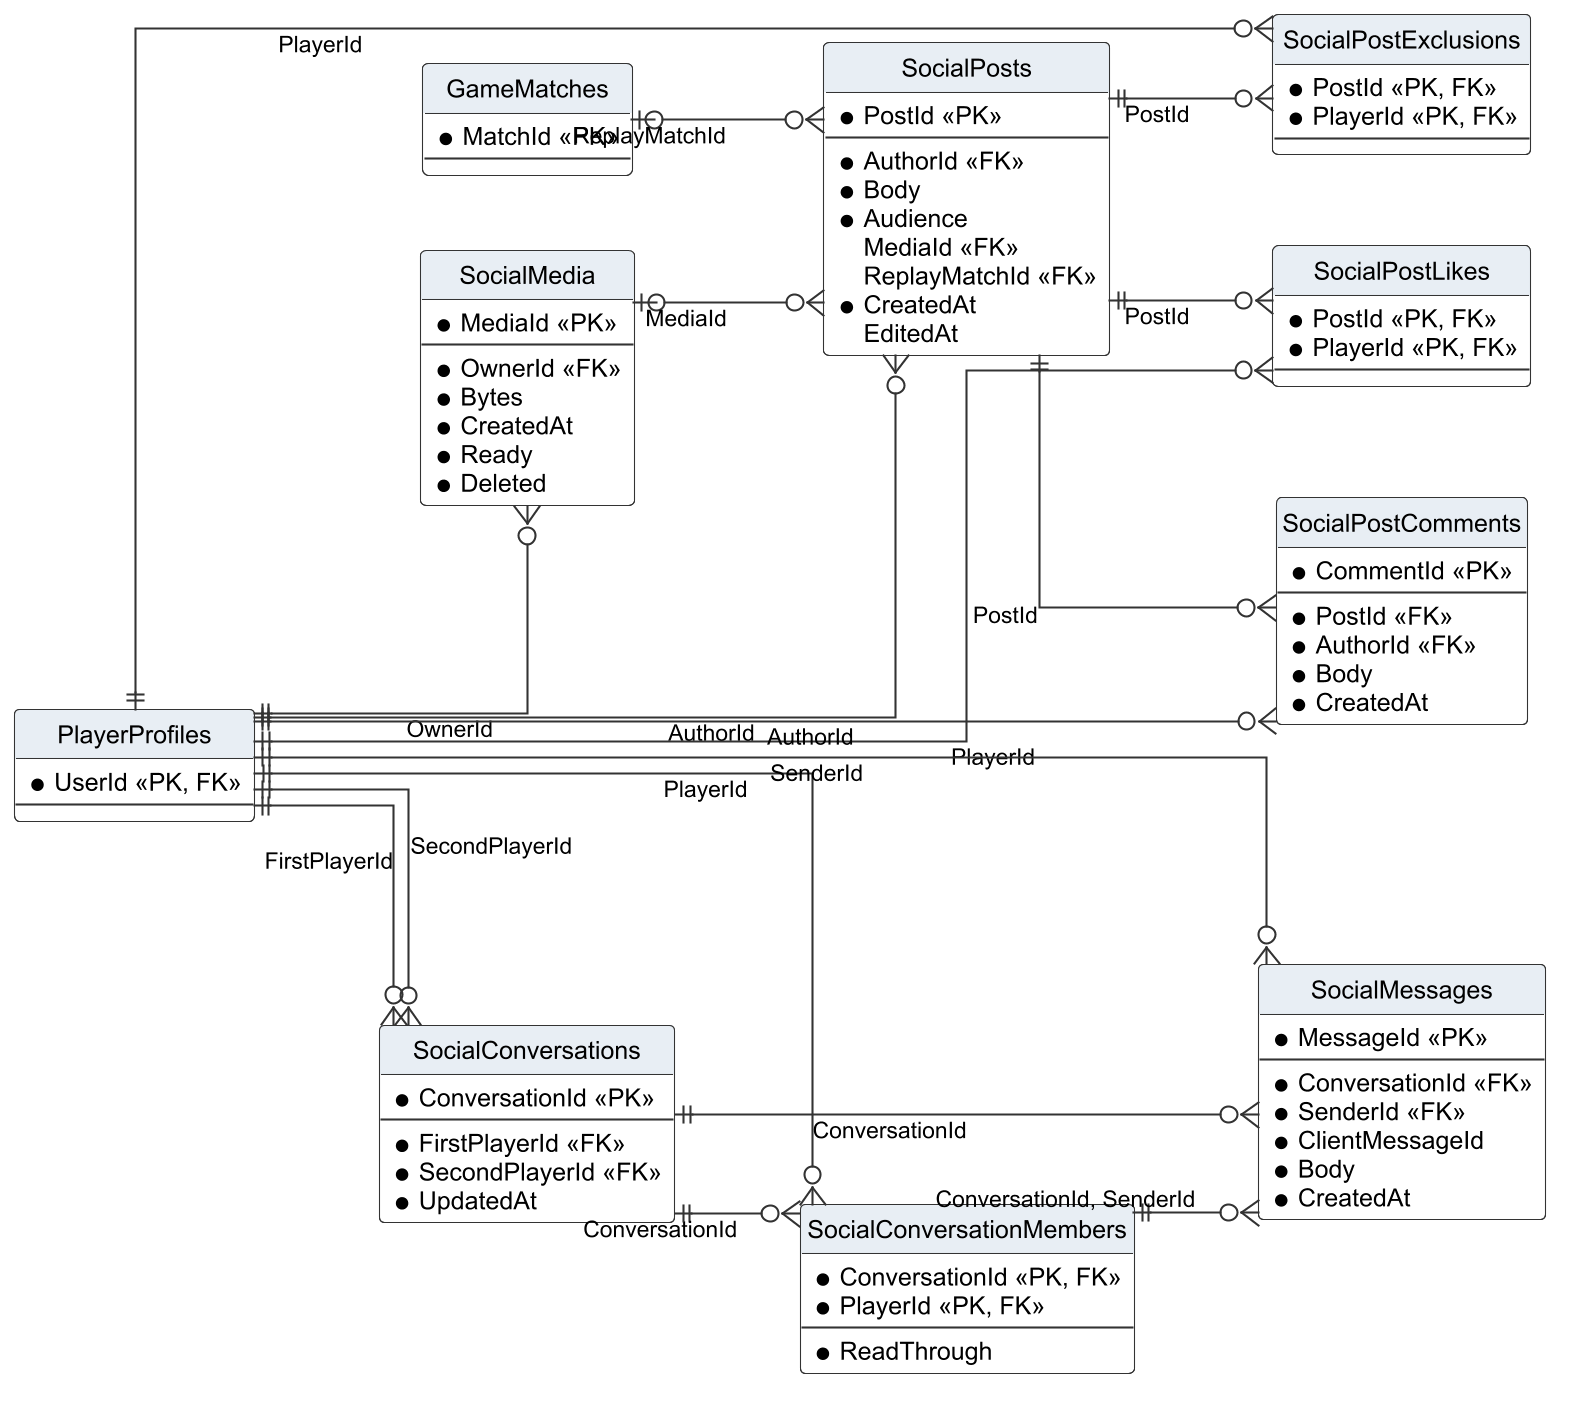 PlayerId
SocialPostExclusions
PostId «PK, FK»
PlayerId «PK, FK»
GameMatches
MatchId «PK»
ReplayMatchId
SocialPosts
PostId «PK»
AuthorId «FK»
Body
Audience
MediaId «FK»
ReplayMatchId «FK»
CreatedAt
EditedAt
PostId
SocialMedia
MediaId «PK»
OwnerId «FK»
Bytes
CreatedAt
Ready
Deleted
MediaId
PostId
SocialPostLikes
PostId «PK, FK»
PlayerId «PK, FK»
SocialPostComments
CommentId «PK»
PostId «FK»
AuthorId «FK»
Body
CreatedAt
PostId
PlayerProfiles
UserId «PK, FK»
OwnerId
AuthorId
AuthorId
PlayerId
SenderId
PlayerId
FirstPlayerId
SecondPlayerId
SocialConversations
ConversationId «PK»
FirstPlayerId «FK»
SecondPlayerId «FK»
UpdatedAt
ConversationId
ConversationId
SocialMessages
MessageId «PK»
ConversationId «FK»
SenderId «FK»
ClientMessageId
Body
CreatedAt
ConversationId, SenderId
SocialConversationMembers
ConversationId «PK, FK»
PlayerId «PK, FK»
ReadThrough